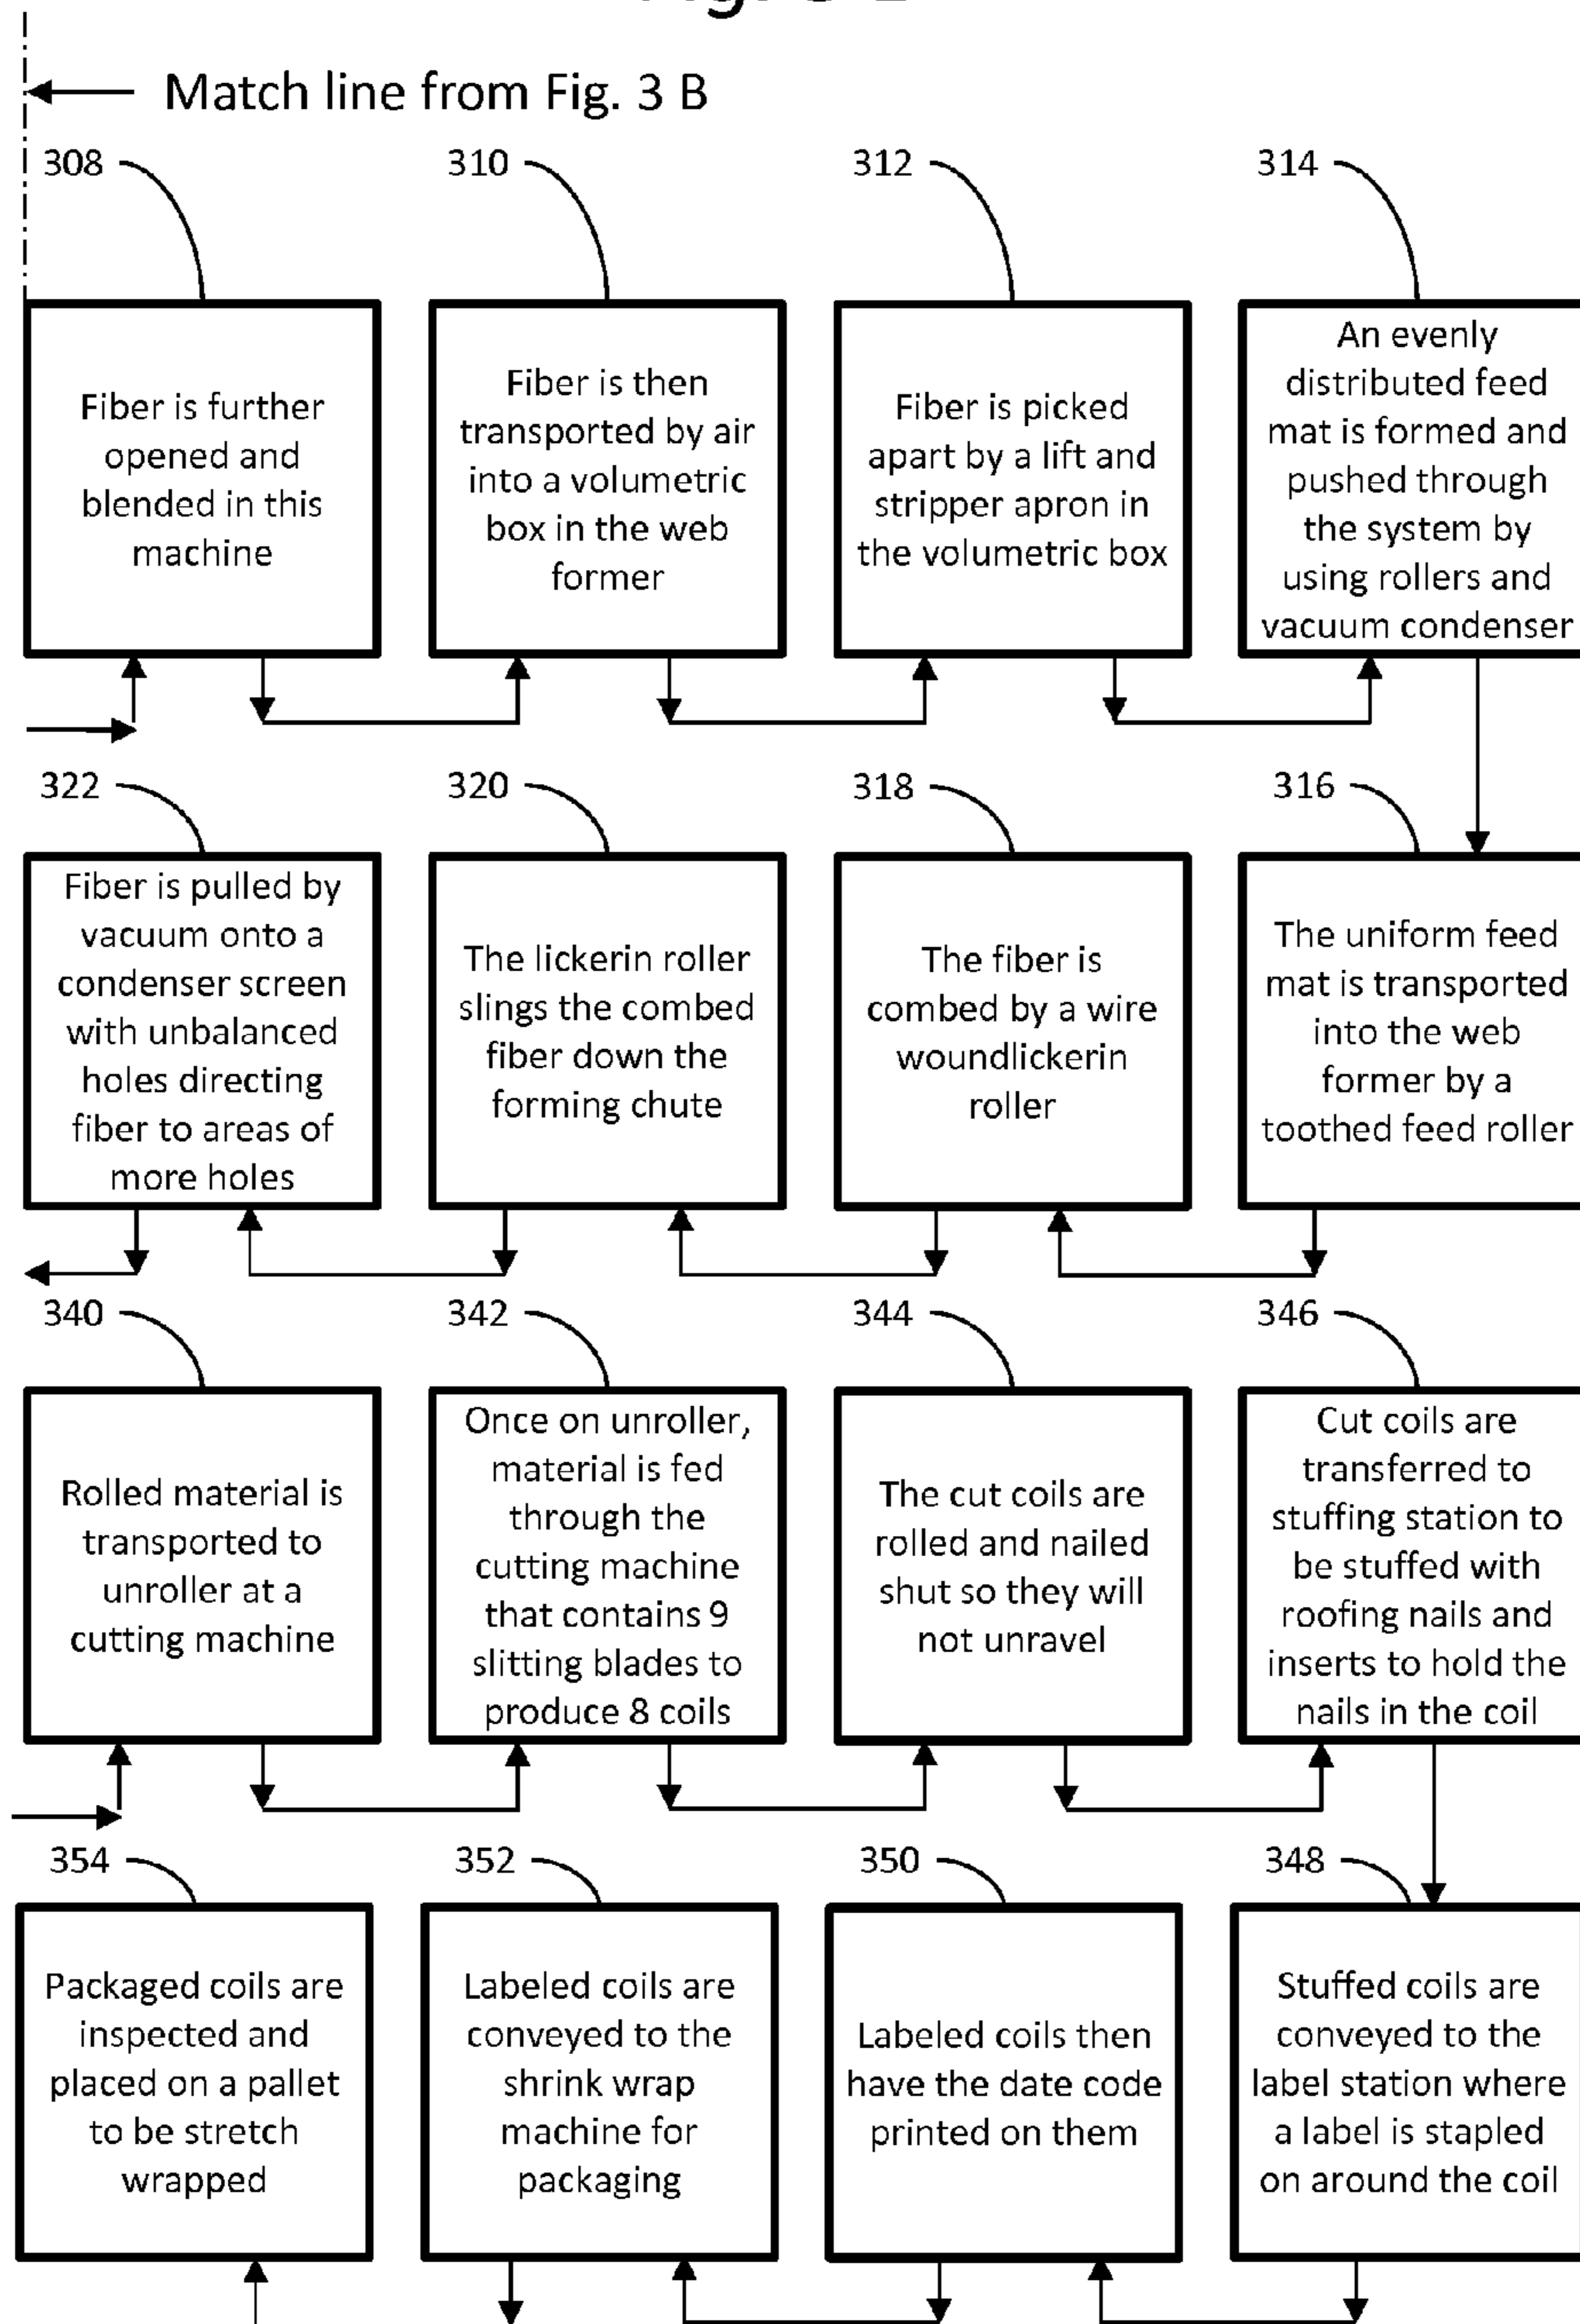 Match line from Fig. 3 B
308
310
312
314
Fiber is further
opened and
blended in this
machine
Fiber is then
transported by air
into a volumetric
box in the web
former
Fiber is picked
apart by a lift and
stripper apron in
the volumetric box
An evenly
distributed feed
mat is formed and
pushed through
the system by
using rollers and
vacuum condenser
322
320
318
316
Fiber is pulled by
vacuum onto a
condenser screen
with unbalanced
holes directing
fiber to areas of
more holes
The lickerin roller
slings the combed
fiber down the
forming chute
The fiber is
combed by a wire
woundlickerin
roller
The uniform feed
mat is transported
into the web
former by a
toothed feed roller
340
342
344
346
Rolled material is
transported to
unroller at a
cutting machine
Once on unroller,
material is fed
through the
cutting machine
that contains 9
slitting blades to
produce 8 coils
The cut coils are
rolled and nailed
shut so they will
not unravel
Cut coils are
transferred to
stuffing station to
be stuffed with
roofing nails and
inserts to hold the
nails in the coil
354
352
350
348
Packaged coils are
inspected and
placed on a pallet
to be stretch
wrapped
Labeled coils are
conveyed to the
shrink wrap
machine for
packaging
Labeled coils then
have the date code
printed on them
Stuffed coils are
conveyed to the
label station where
a label is stapled
on around the coil